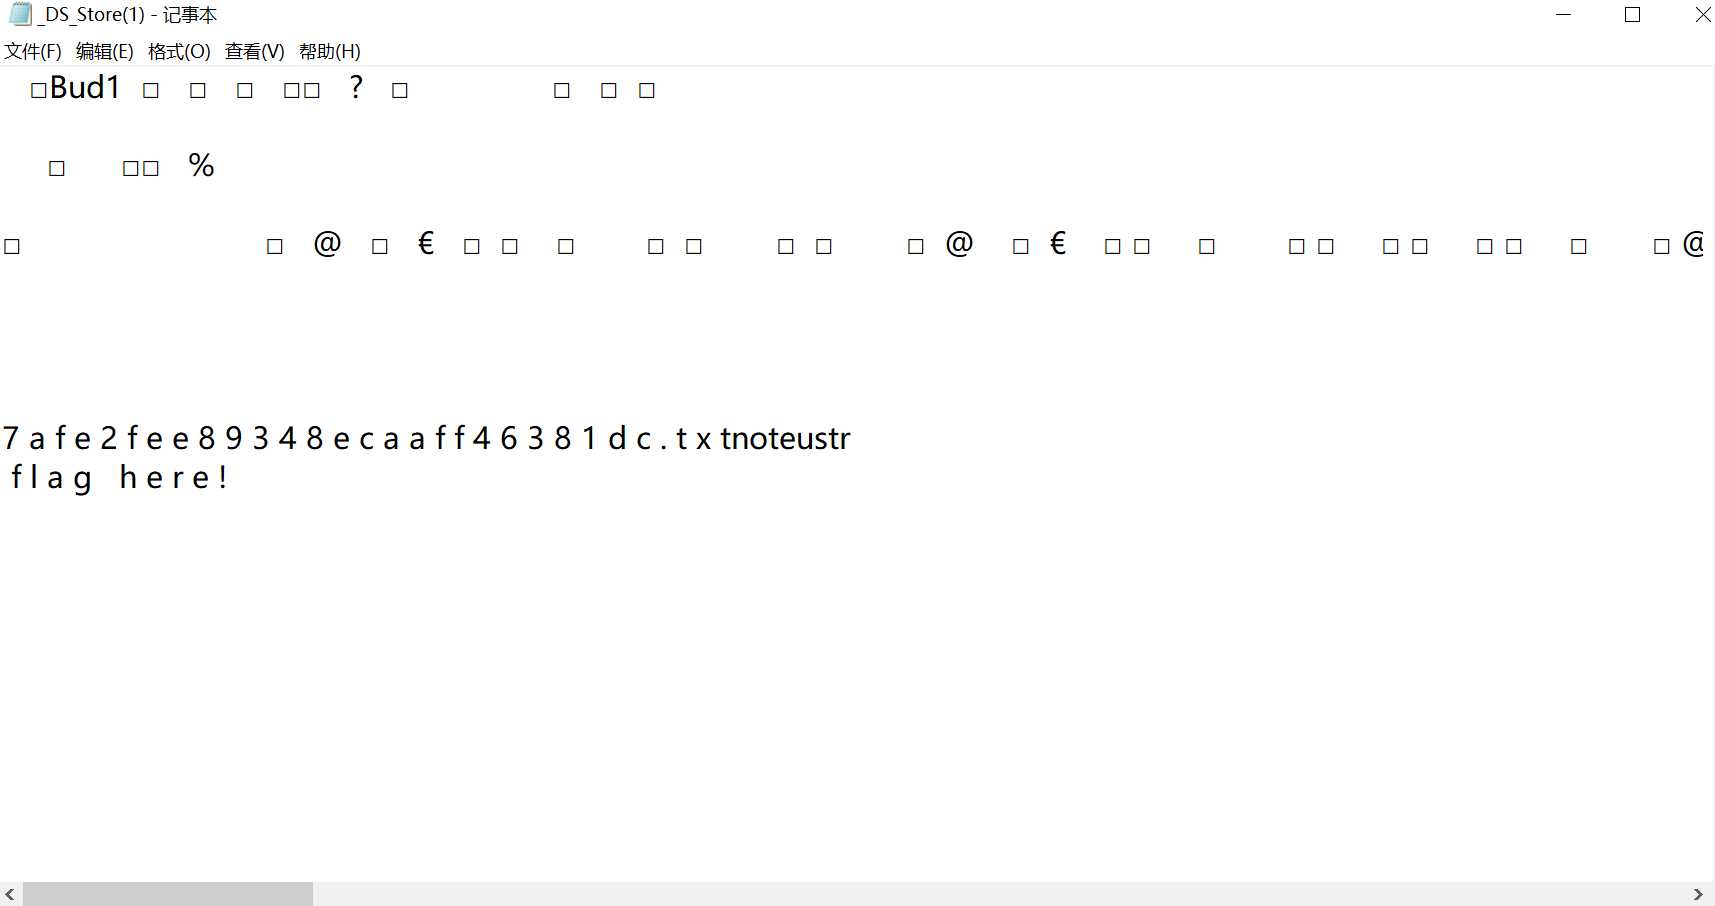 _DS_Store(1) - 记事本
文件(F) 编辑(E) 格式(O) 查看(V) 帮助(H)
□Bud1 □ □ □ □□ ? □ □ □ □
□ □□ %
□ □ @ □ € □ □ □ □ □ □ □ □ @ □ € □ □ □ □ □ □ □ □ □ □ □ @
7 a f e 2 f e e 8 9 3 4 8 e c a a f f 4 6 3 8 1 d c . t x tnoteustr
f l a g h e r e !